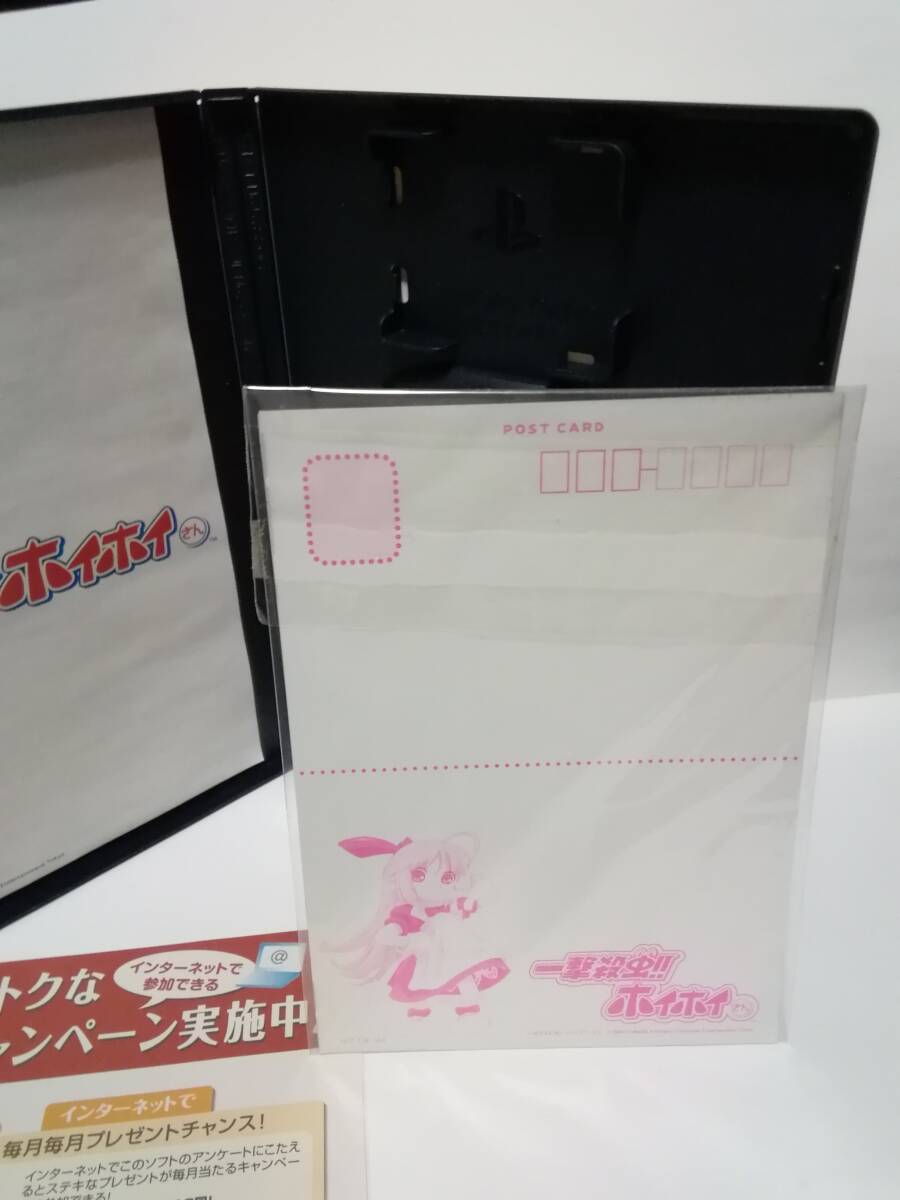 POST CARD
ホイホイさん™
一撃殺虫!!
ホイホイさん
トクな
インターネットで
参加できる
@
ャンペーン実施中
インターネットで
毎月毎月プレゼントチャンス!
インターネットでこのソフトのアンケートにこたえ
るとステキなプレゼントが毎月当たるキャンペー